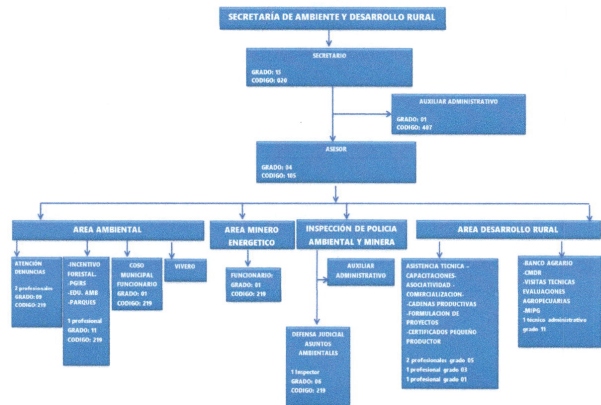 SECRETARÍA DE AMBIENTE Y DESARROLLO RURAL
SECRETARIO
GRADO: 15
CODIGO: 020
AUXILIAR ADMINISTRATIVO
GRADO: 01
CODIGO: 407
ASESOR
GRADO: 04
CODIGO: 105
AREA AMBIENTAL
ATENCIÓN
DENUNCIAS
2 profesionales
GRADO: 09
CODIGO: 219
-INCENTIVO
FORESTAL.
-PGIRS
-EDU. AMB
-PARQUES
1 profesional
GRADO: 11
CODIGO: 219
COSO
MUNICIPAL
FUNCIONARIO
GRADO: 01
CODIGO: 219
VIVERO
AREA MINERO
ENERGETICO
FUNCIONARIO:
GRADO: 01
CODIGO: 219
INSPECCIÓN DE POLICIA
AMBIENTAL Y MINERA
AUXILIAR
ADMINISTRATIVO
DEFENSA JUDICIAL
ASUNTOS
AMBIENTALES
1 Inspector
GRADO: 06
CODIGO: 219
AREA DESARROLLO RURAL
ASISTENCIA TECNICA -
CAPACITACIONES-
ASOCIATIVIDAD -
COMERCIALIZACION-
-CADENAS PRODUCTIVAS
-FORMULACION DE
PROYECTOS
-CERTIFICADOS PEQUEÑO
PRODUCTOR
2 profesionales grado 05
1 profesional grado 03
1 profesional grado 01
-BANCO AGRARIO
-CMDR
-VISITAS TECNICAS
EVALUACIONES
AGROPECUARIAS
-MIPG
1 técnico administrativo
grado 11